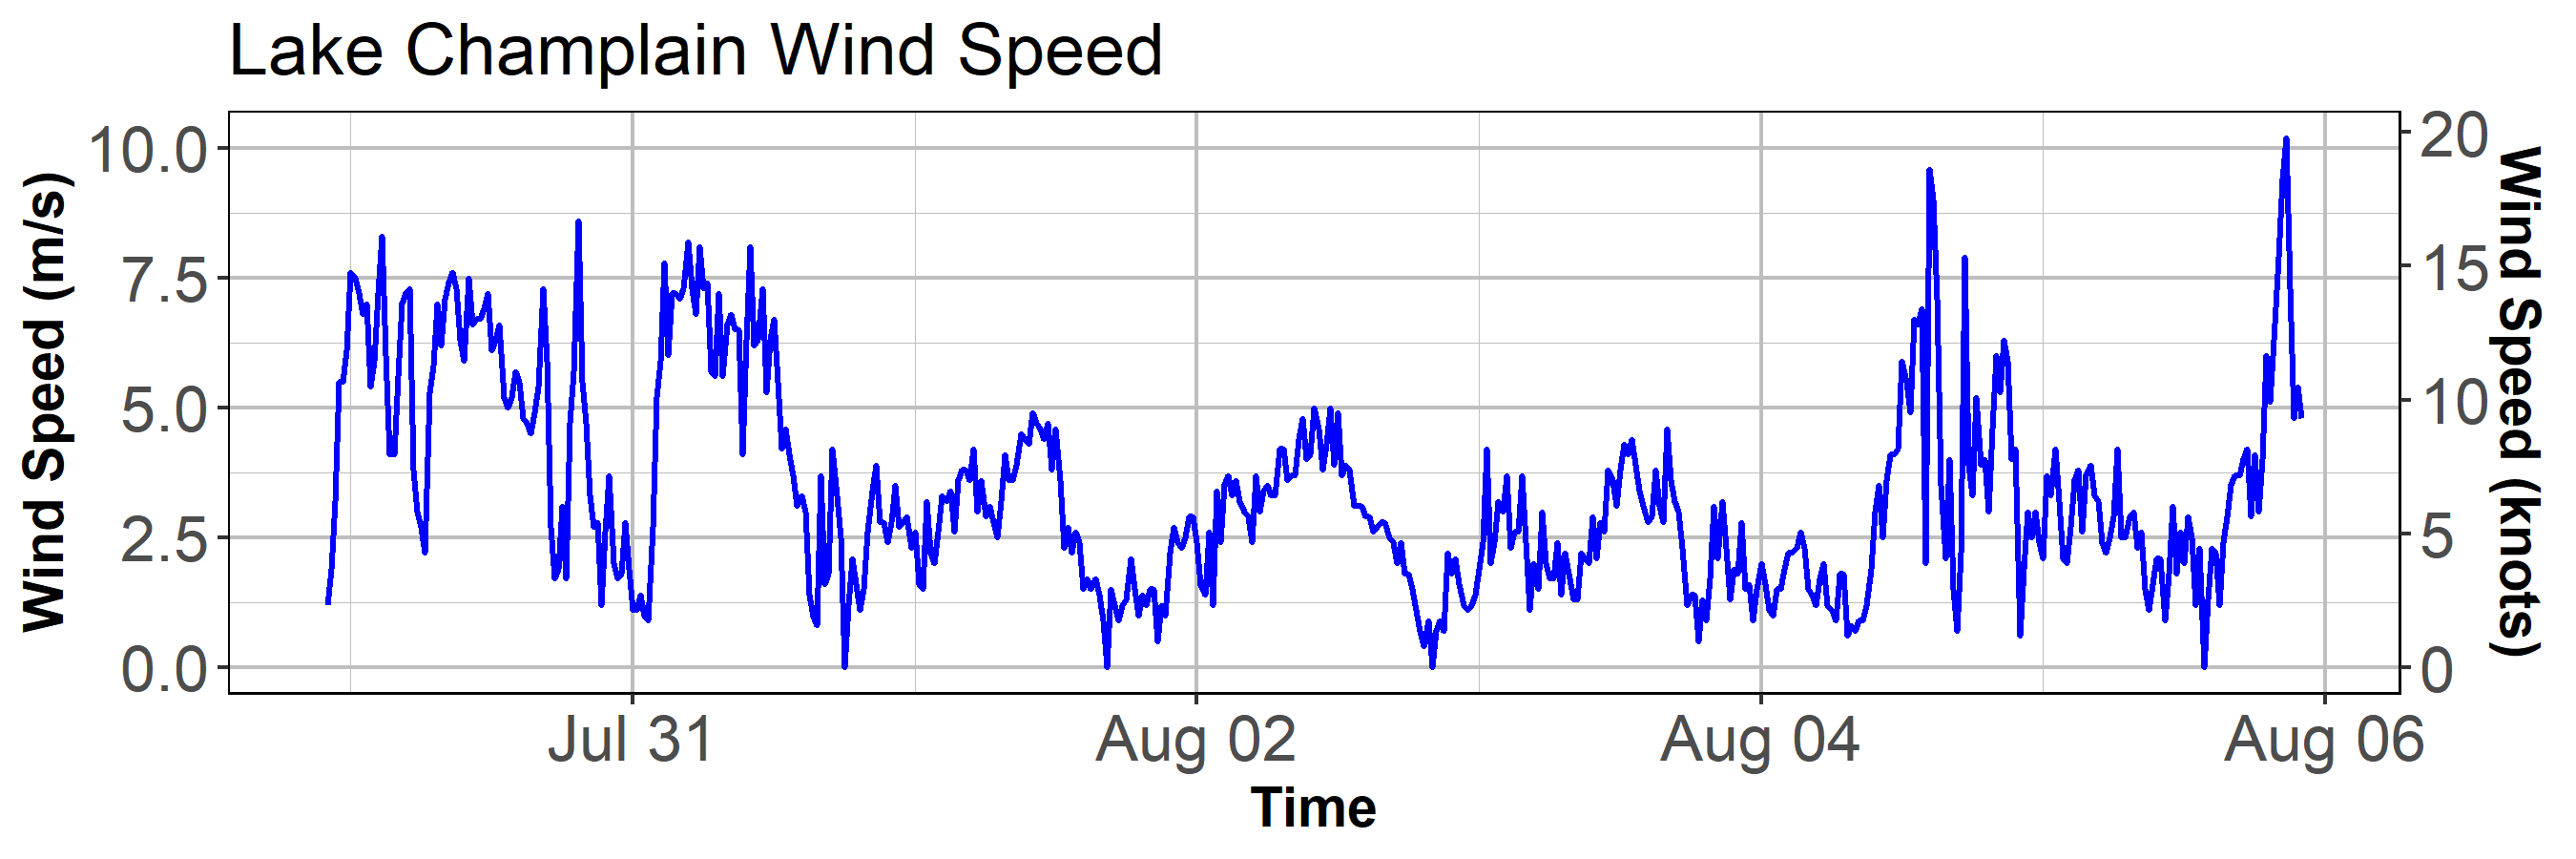 Lake Champlain Wind Speed
Wind Speed (m/s)
10.0
7.5
5.0
2.5
0.0
20
15
10
5
0
Wind Speed (knots)
Jul 31
Aug 02
Aug 04
Aug 06
Time